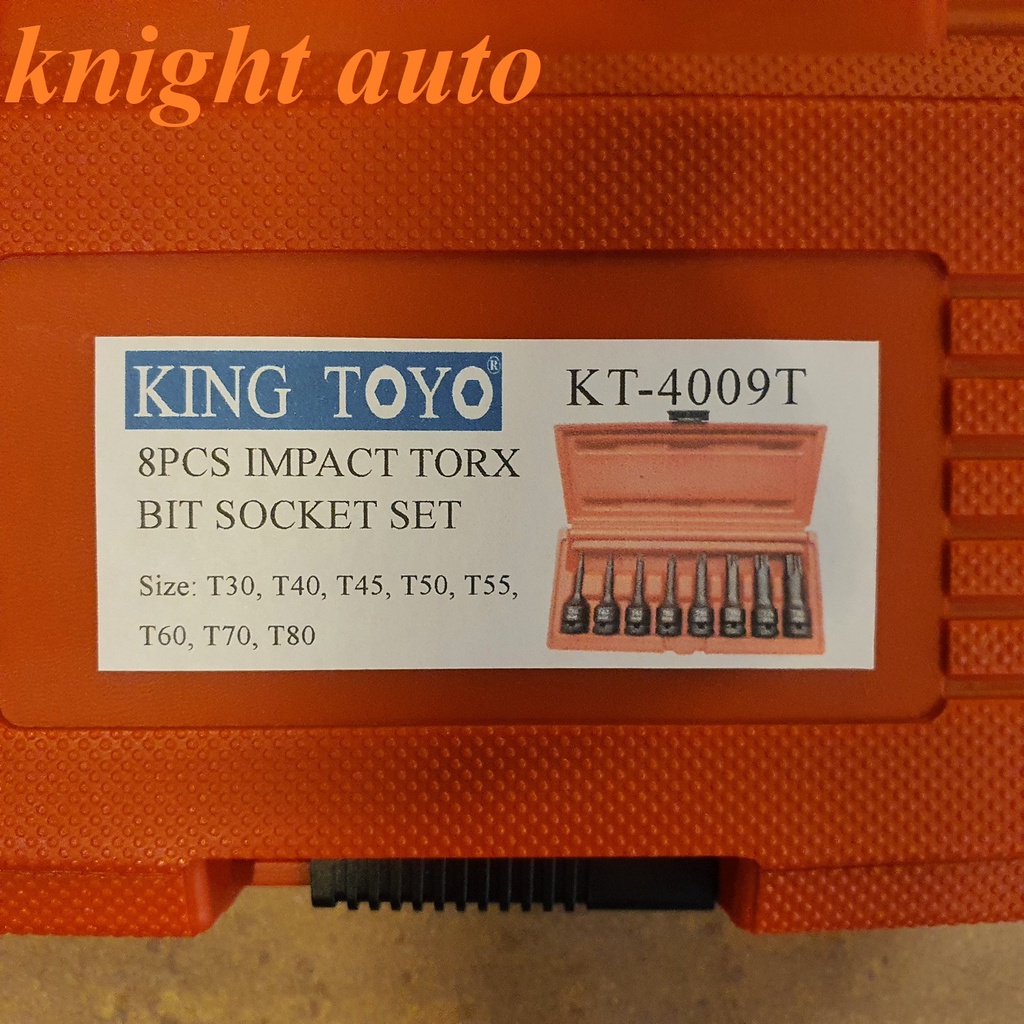 knight auto
KING TOYO®
KT-4009T
8PCS IMPACT TORX
BIT SOCKET SET
Size: T30, T40, T45, T50, T55,
T60, T70, T80